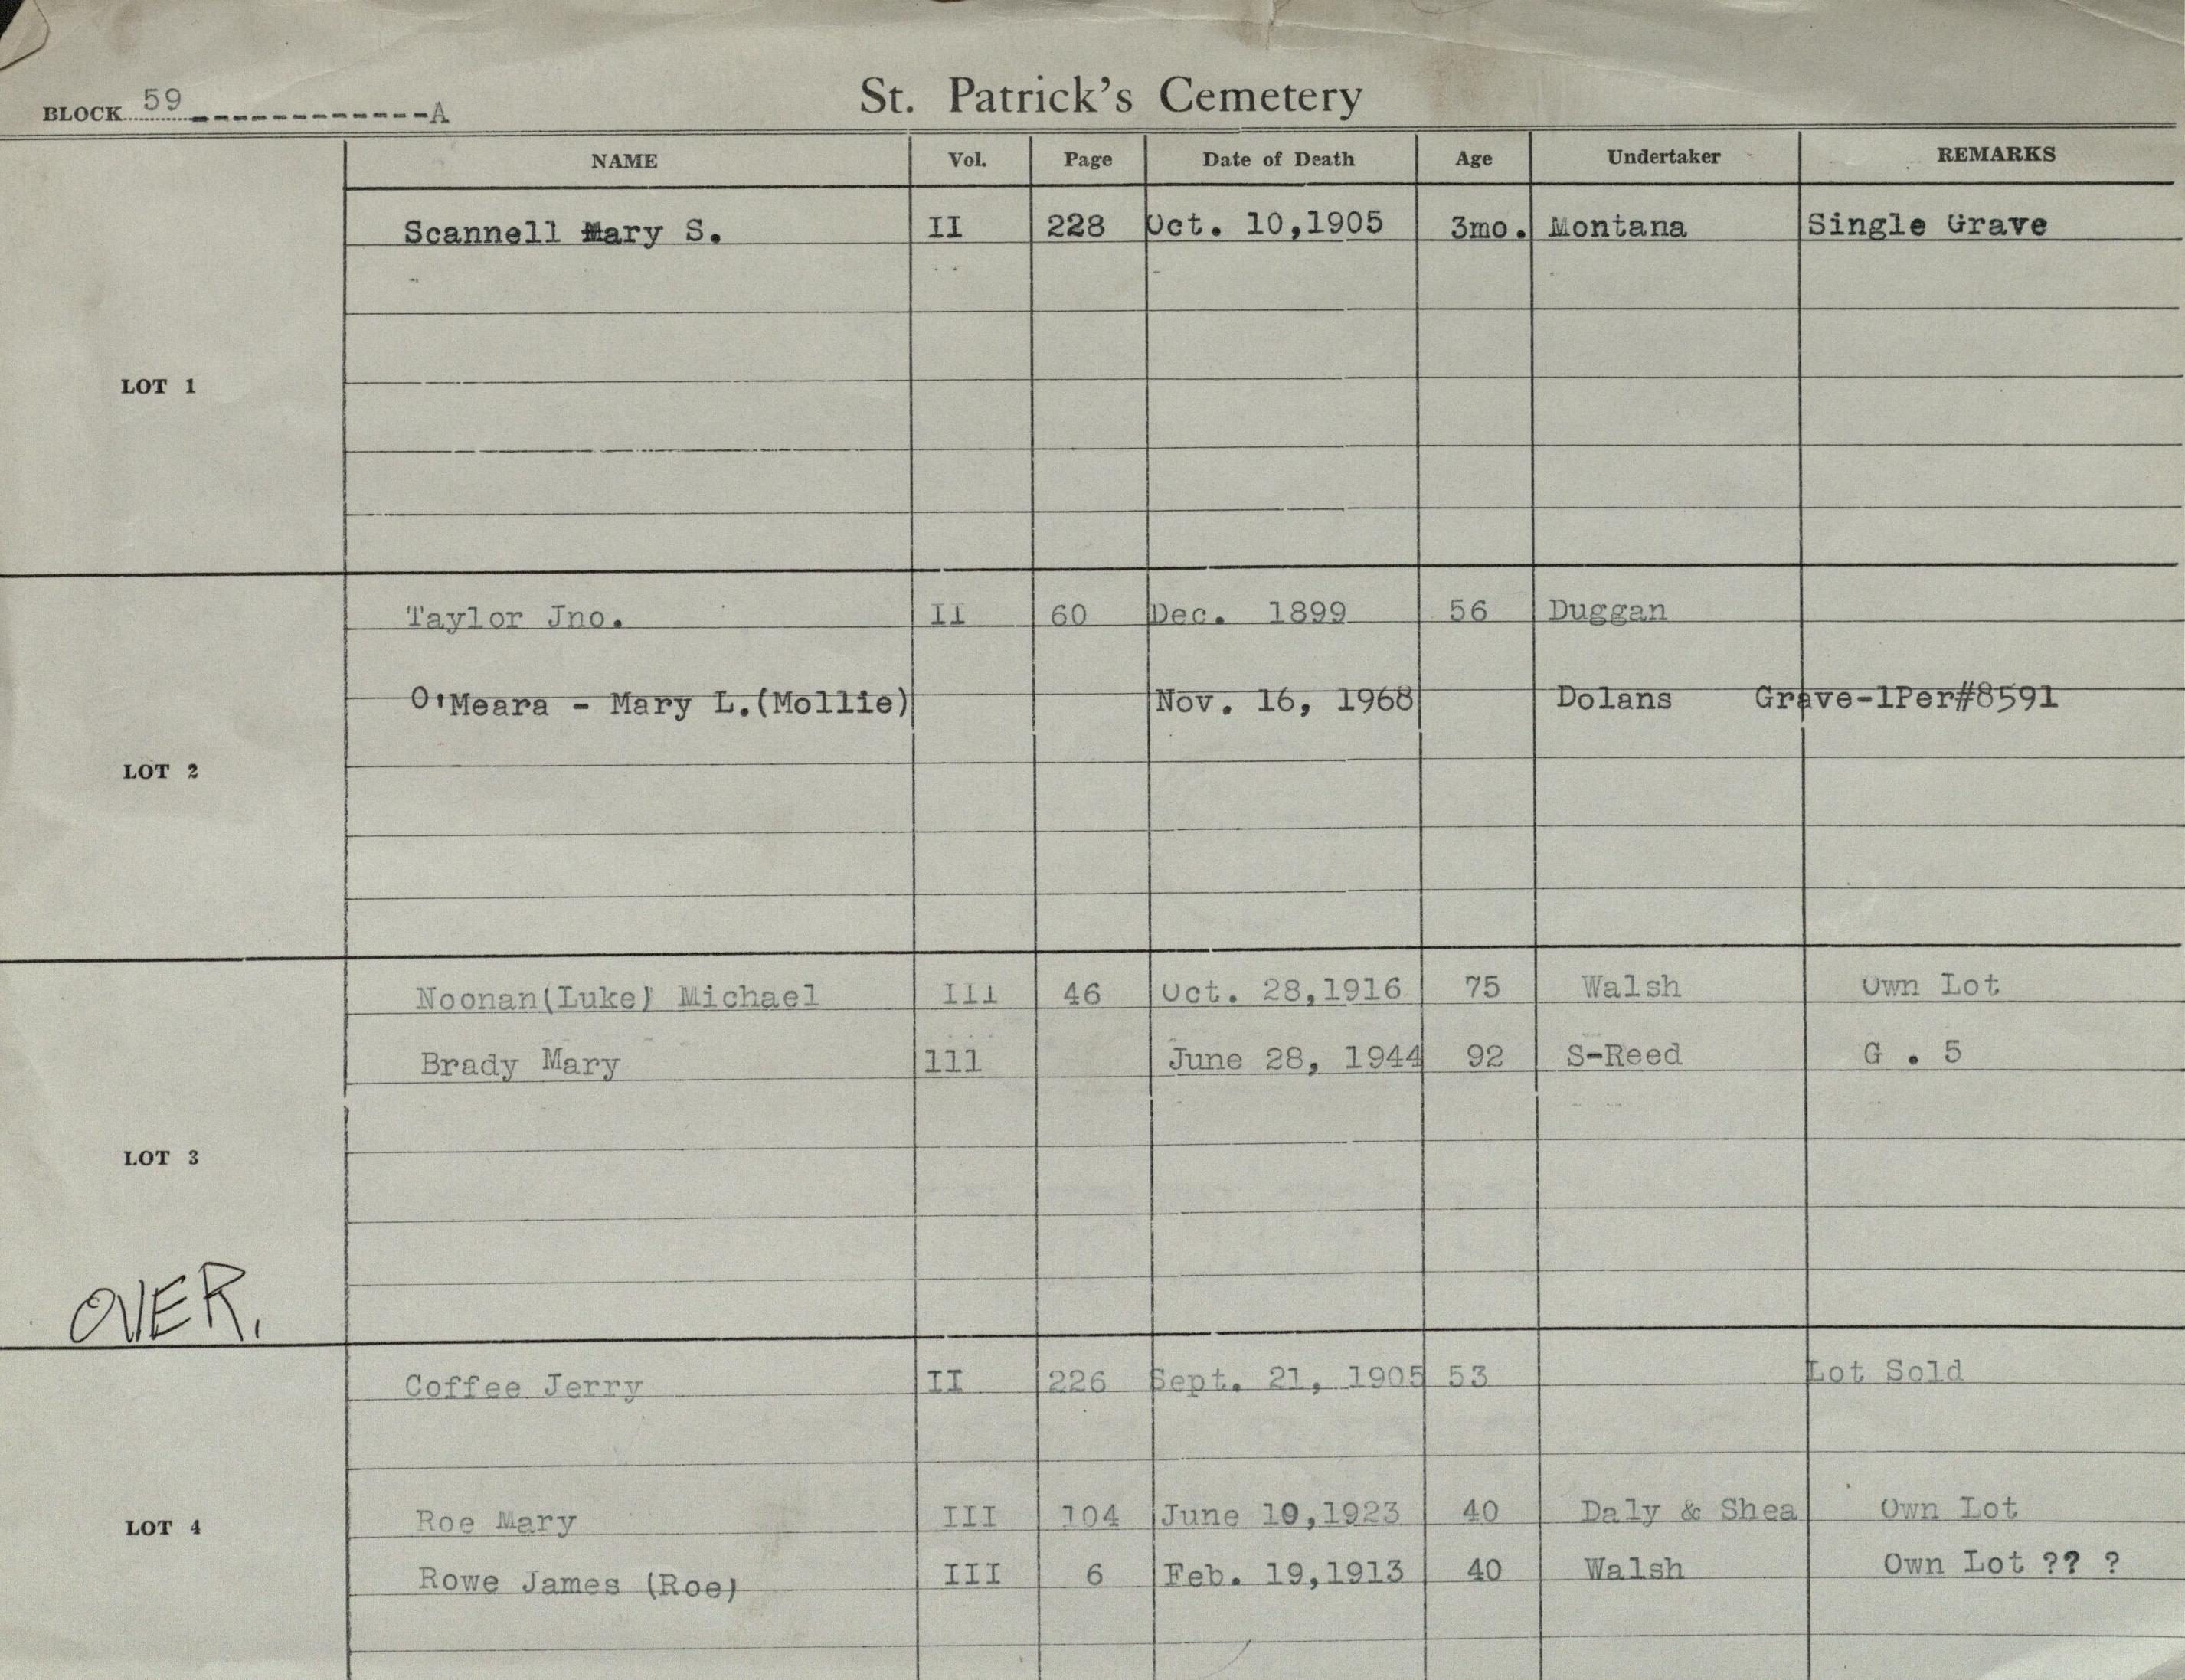 BLOCK 59 -------------A
St. Patrick's Cemetery
NAME Vol. Page Date of Death Age Undertaker REMARKS
Scannell Mary S. II 228 Oct. 10,1905 3mo. Montana Single Grave
LOT 1
Taylor Jno. II 60 Dec. 1899 56 Duggan
O'Meara - Mary L.(Mollie) Nov. 16, 1968 Dolans Grave-1Per#8591
LOT 2
Noonan(Luke) Michael III 46 Oct. 28,1916 75 Walsh Own Lot
Brady Mary 111 June 28, 1944 92 S-Reed G . 5
LOT 3
OVER.
Coffee Jerry II 226 Sept. 21, 1905 53 Lot Sold
Roe Mary III 104 June 10,1923 40 Daly & Shea Own Lot
LOT 4
Rowe James (Roe) III 6 Feb. 19,1913 40 Walsh Own Lot ?? ?